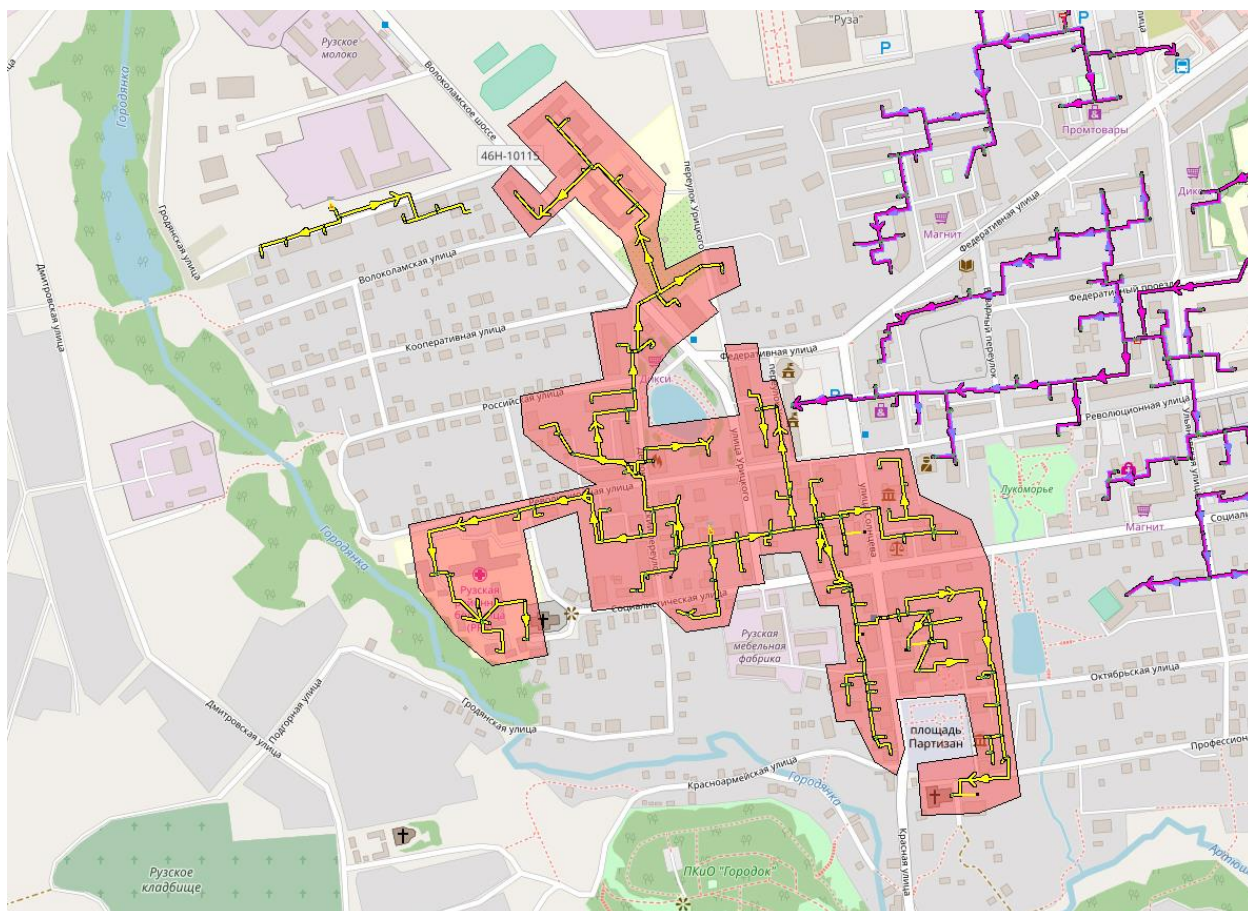 "Руза"
Рузское
молоко
Волоколамское шоссе
Городянка
Промтовары
46Н-10115
переулок Урицкого
Федеративная улица
Магнит
Гродянская улица
Дмитровская улица
Волоколамская улица
Федеративный проезд
Кооперативная улица
Федеративная улица
Российская улица
Революционная улица
улица Урицкого
Лукоморье
Магнит
улица Солнцева
Городянка
Рузская
Социалистическая улица
Рузская
мебельная
фабрика
Октябрьская улица
Подгорная улица
Дмитровская улица
Гродянская улица
площадь
Партизан
Красноармейская улица
Городянка
Красная улица
Рузское
кладбище
ПКиО "Городок"